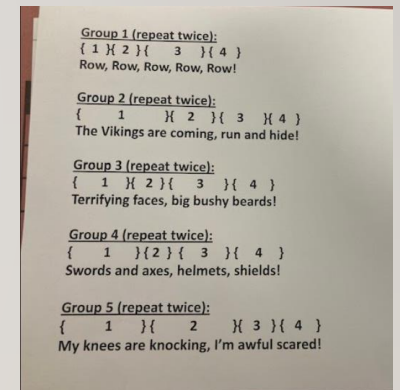 Group 1 (repeat twice):
{ 1 }{ 2 }{ 3 }{ 4 }
Row, Row, Row, Row, Row!
Group 2 (repeat twice):
{ 1 }{ 2 }{ 3 }{ 4 }
The Vikings are coming, run and hide!
Group 3 (repeat twice):
{ 1 }{ 2 }{ 3 }{ 4 }
Terrifying faces, big bushy beards!
Group 4 (repeat twice):
{ 1 }{ 2 }{ 3 }{ 4 }
Swords and axes, helmets, shields!
Group 5 (repeat twice):
{ 1 }{ 2 }{ 3 }{ 4 }
My knees are knocking, I'm awful scared!